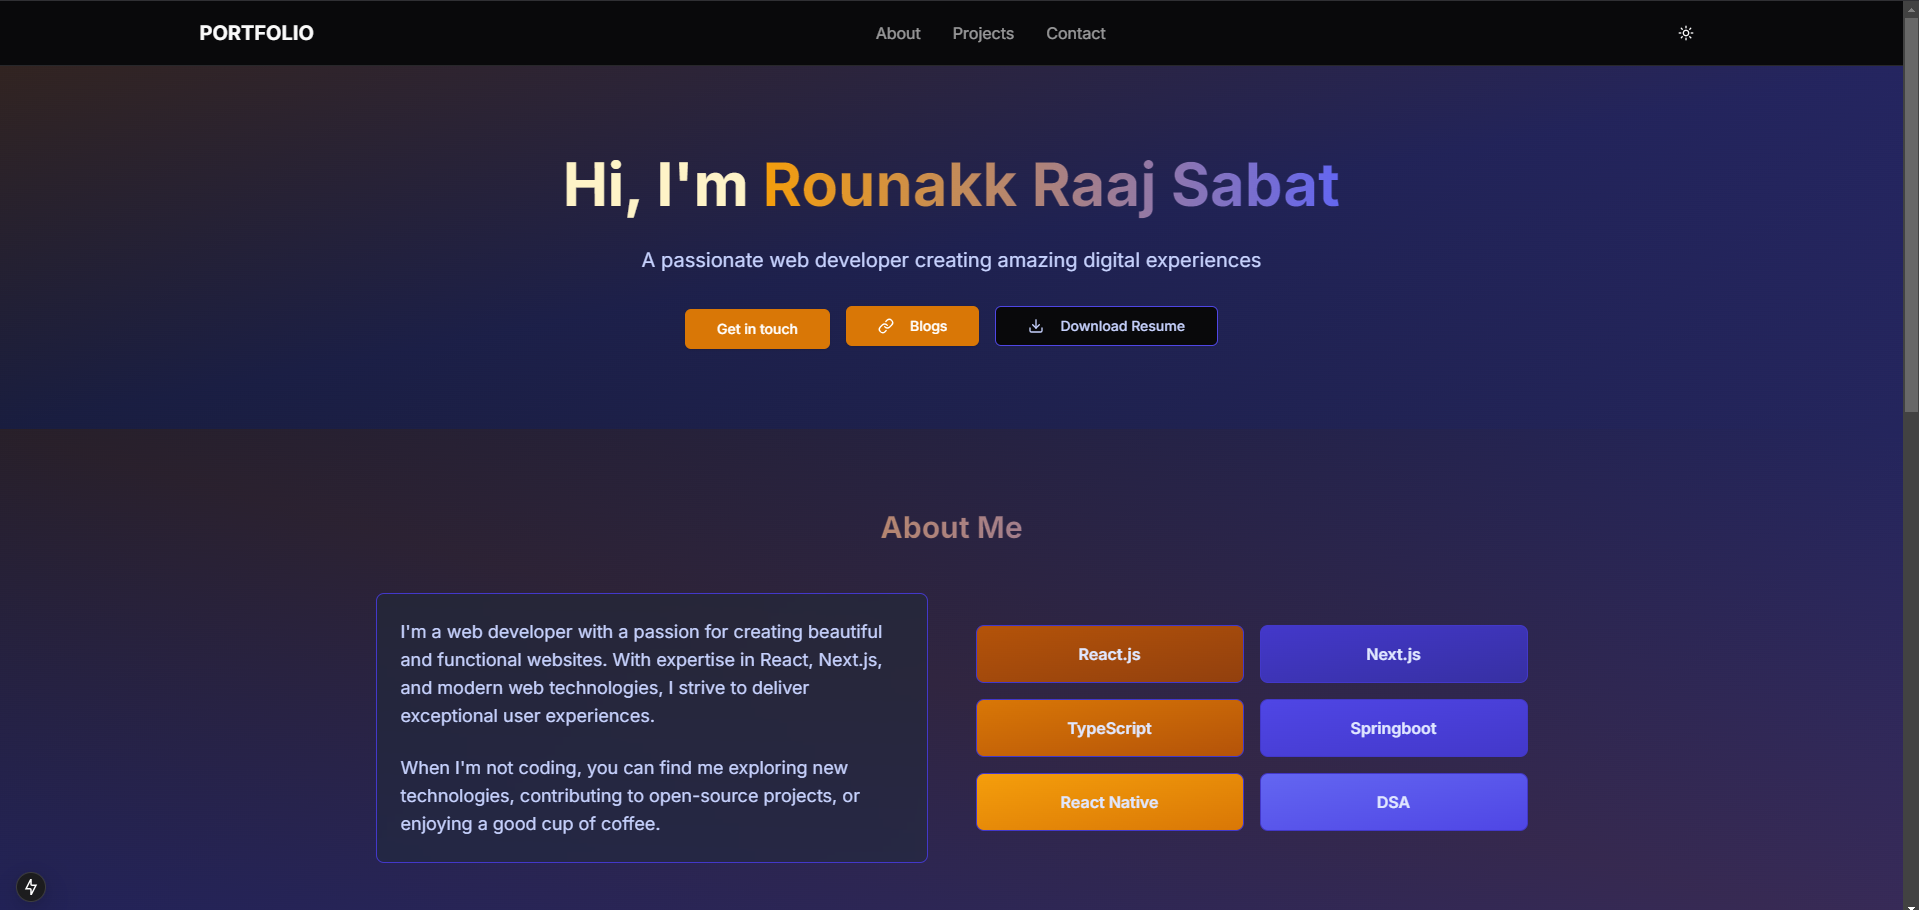 PORTFOLIO
About
Projects
Contact
Hi, I'm Rounakk Raaj Sabat
A passionate web developer creating amazing digital experiences
Get in touch
Blogs
Download Resume
About Me
I'm a web developer with a passion for creating beautiful
and functional websites. With expertise in React, Next.js,
and modern web technologies, I strive to deliver
exceptional user experiences.
When I'm not coding, you can find me exploring new
technologies, contributing to open-source projects, or
enjoying a good cup of coffee.
React.js
Next.js
TypeScript
Springboot
React Native
DSA